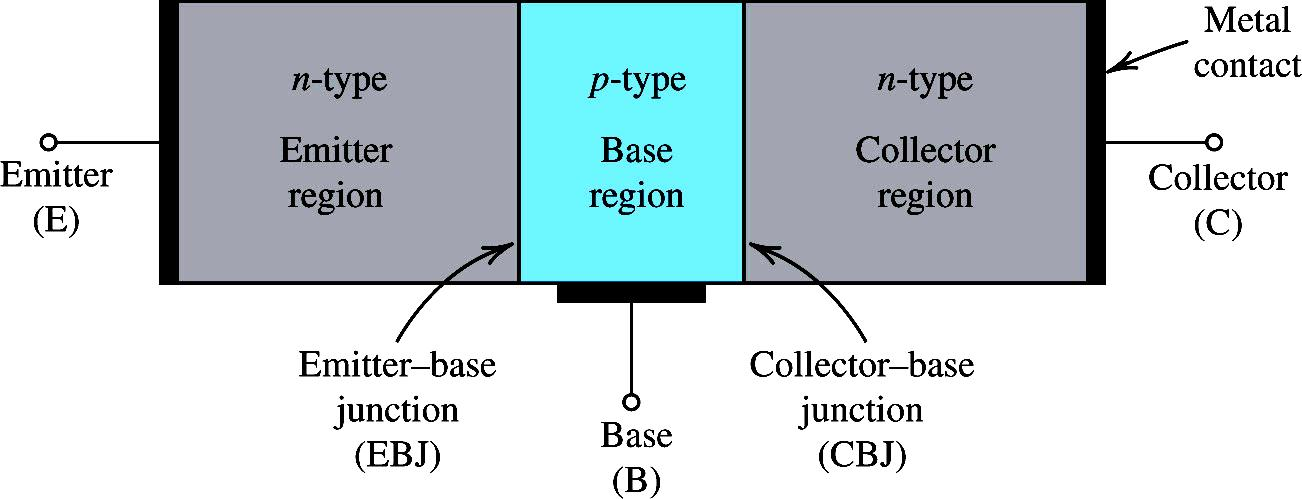 n-type
Emitter
region
p-type
Base
region
n-type
Collector
region
Metal
contact
Emitter
(E)
Collector
(C)
Emitter–base
junction
(EBJ)
Base
(B)
Collector–base
junction
(CBJ)